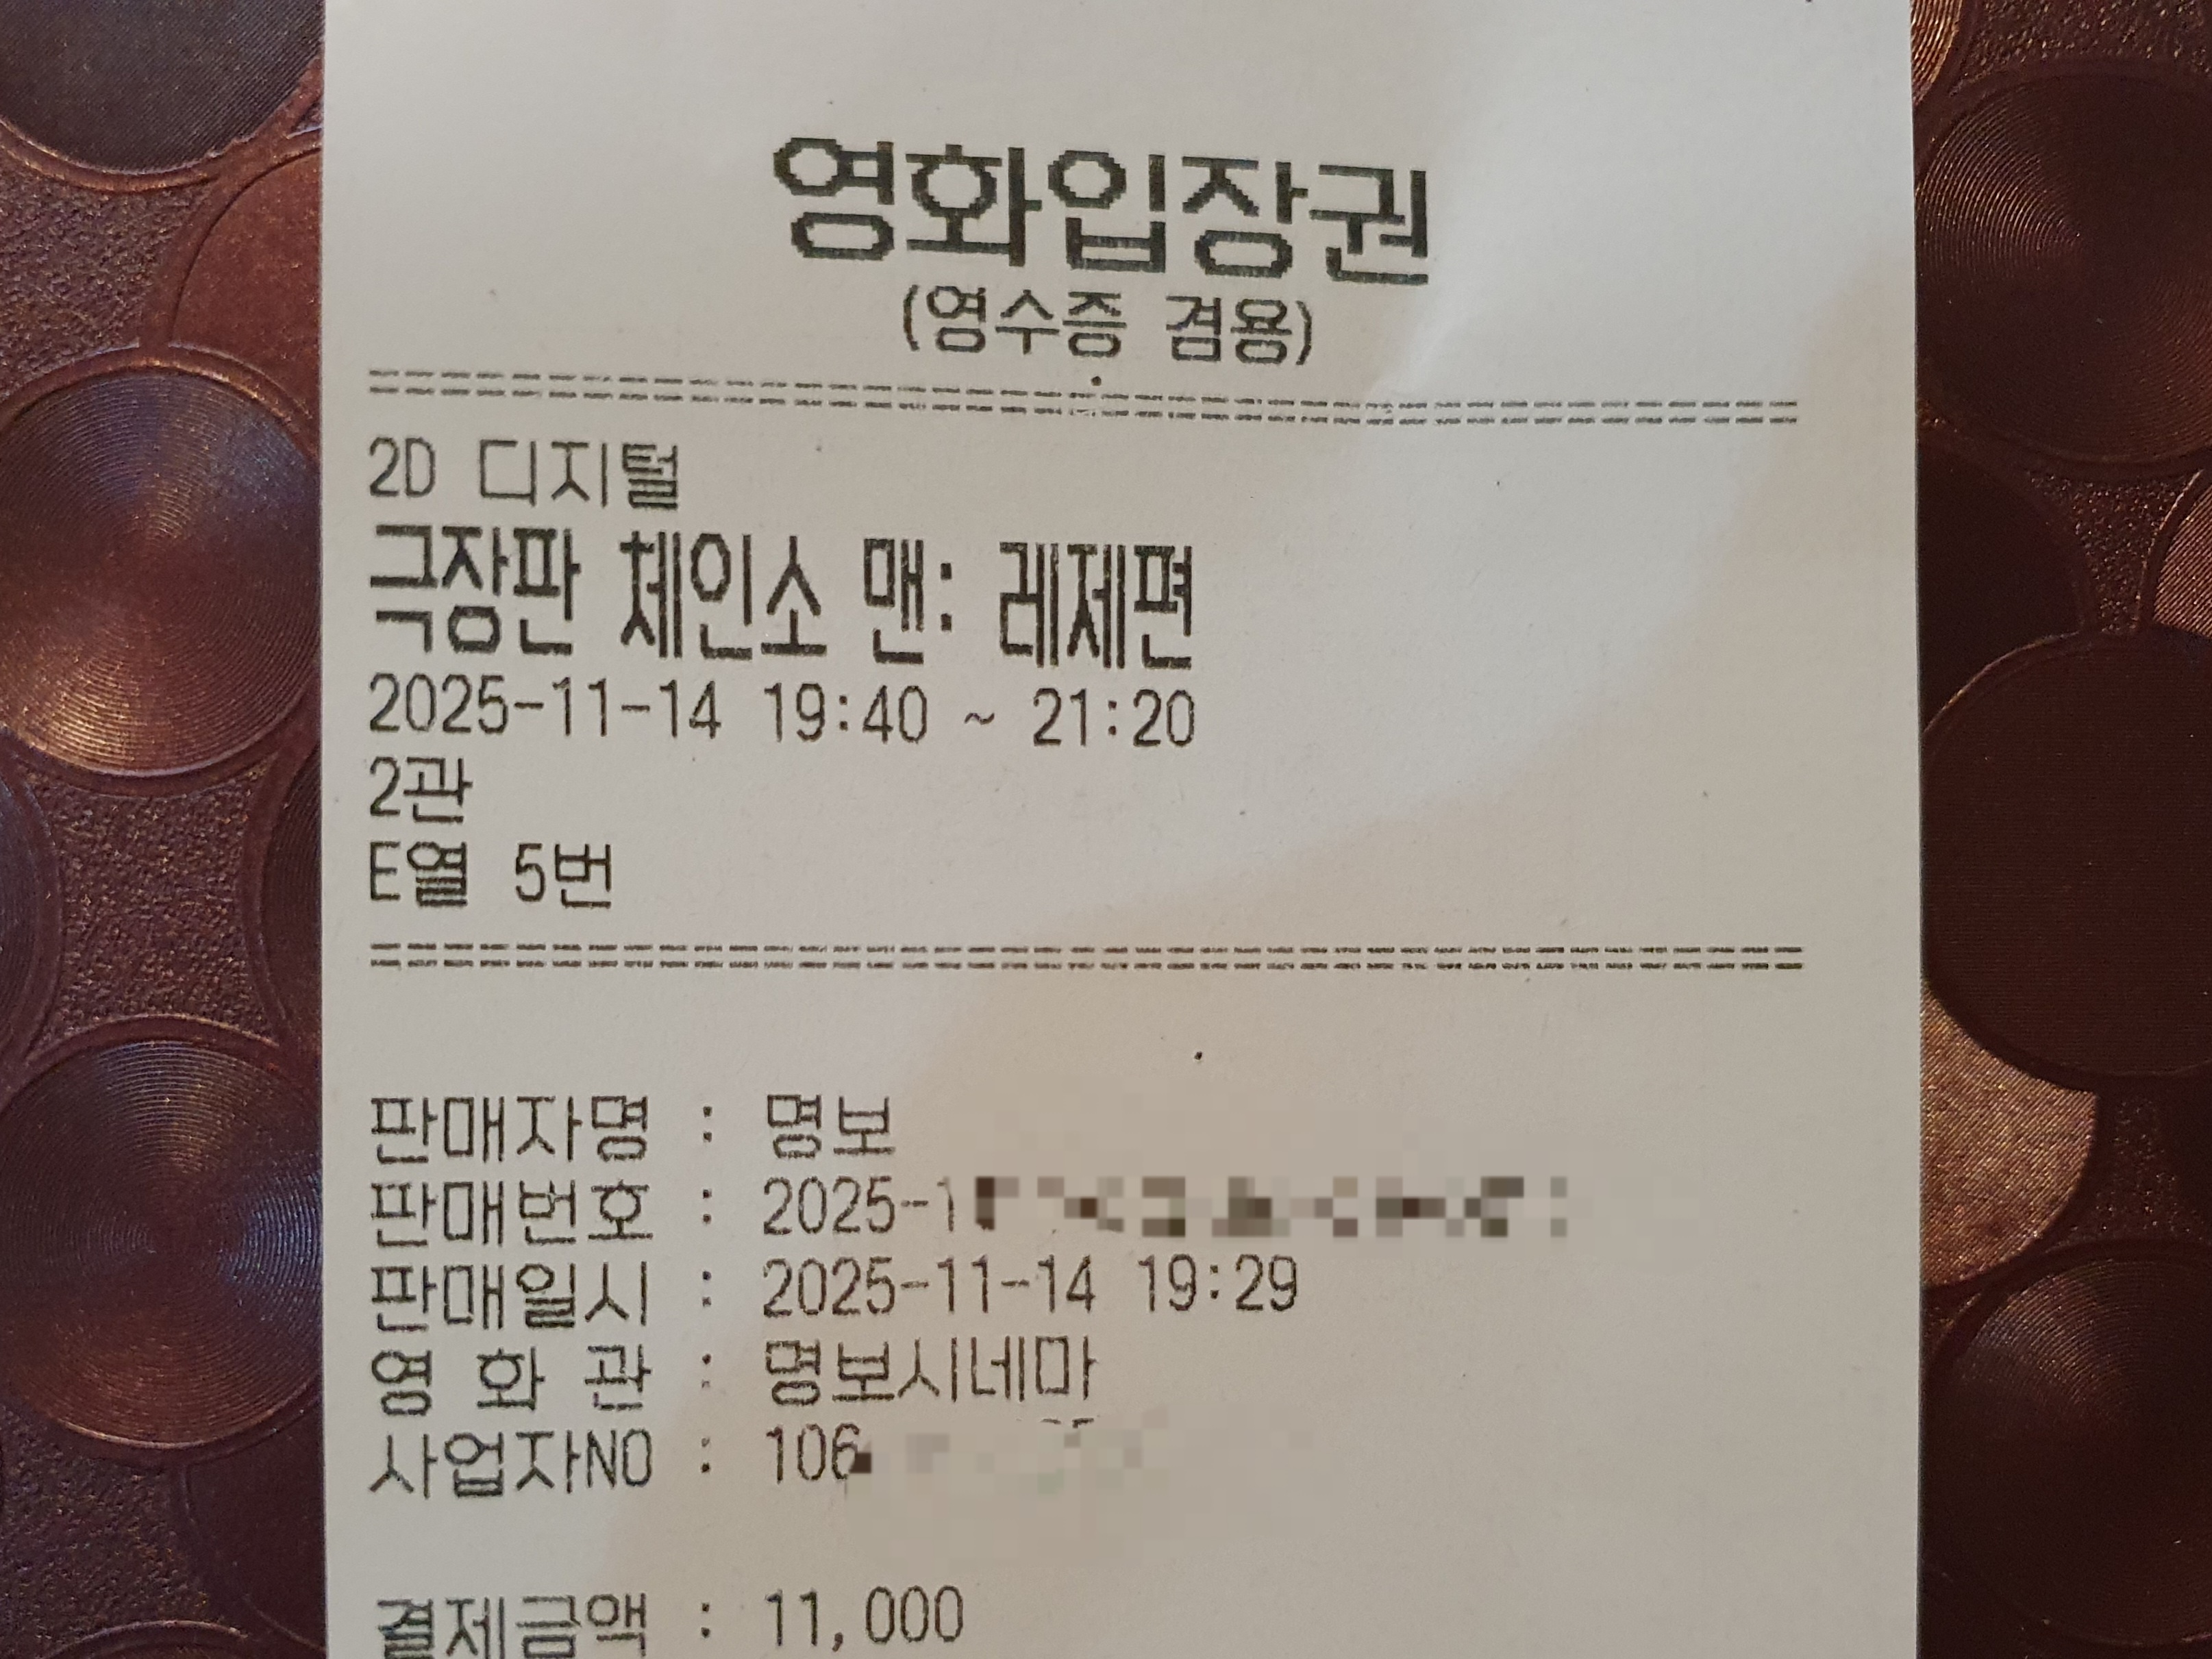 영화입장권
(영수증 겸용)
2D 디지털
극장판 체인소 맨: 레제편
2025-11-14 19:40 ~ 21:20
2관
E열 5번
판매자명 : 명보
판매번호 : 2025-1
판매일시 : 2025-11-14 19:29
영 화 관 : 명보시네마
사업자NO : 106
결제금액 : 11,000